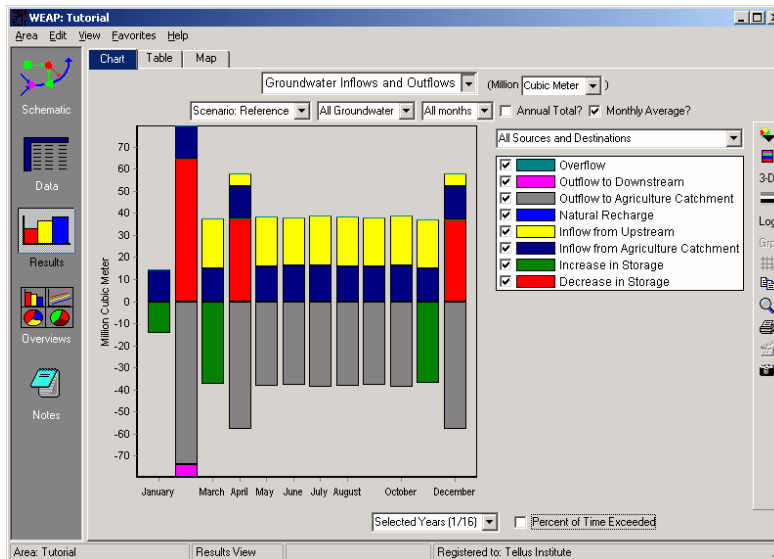 WEAP: Tutorial
Area Edit View Favorites Help
Chart Table Map
Groundwater Inflows and Outflows (Million Cubic Meter )
Scenario: Reference All Groundwater All months Annual Total? Monthly Average?
All Sources and Destinations
Overflow
Outflow to Downstream
Outflow to Agriculture Catchment
Natural Recharge
Inflow from Upstream
Inflow from Agriculture Catchment
Increase in Storage
Decrease in Storage
Schematic
Data
Results
Overviews
Notes
Million Cubic Meter
70
60
50
40
30
20
10
0
-10
-20
-30
-40
-50
-60
-70
January March April May June July August October December
3-D
Log
Grp
Selected Years (1/16) Percent of Time Exceeded
Area: Tutorial Results View Registered to: Tellus Institute